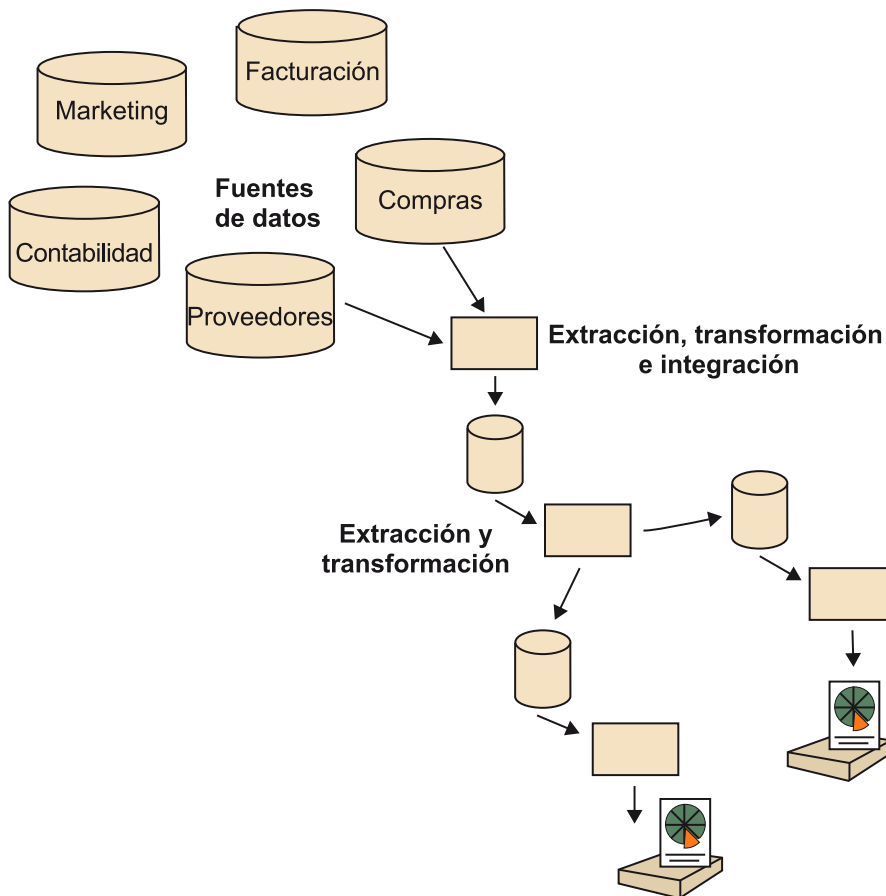 Facturación
Marketing
Fuentes
de datos
Compras
Contabilidad
Proveedores
Extracción, transformación
e integración
Extracción y
transformación